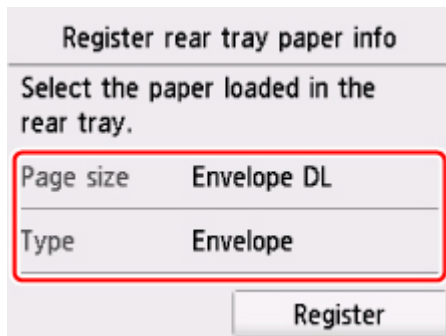 Register rear tray paper info
Select the paper loaded in the
rear tray.
Page size Envelope DL
Type Envelope
Register